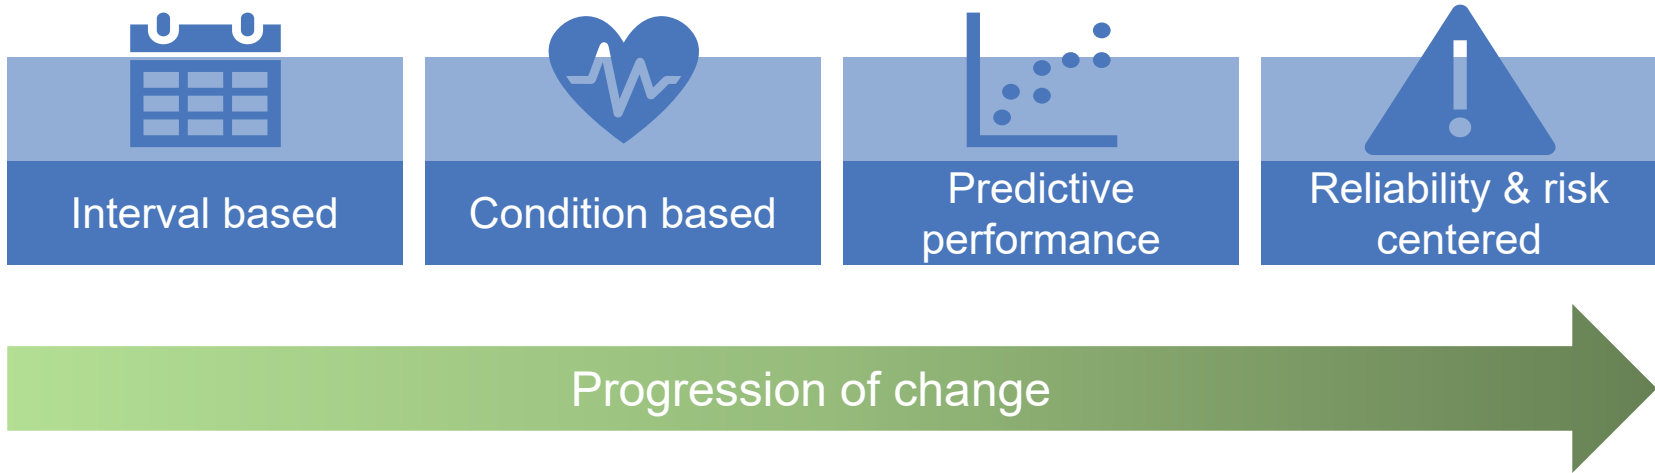 Interval based
Condition based
Predictive
performance
Reliability & risk
centered
Progression of change